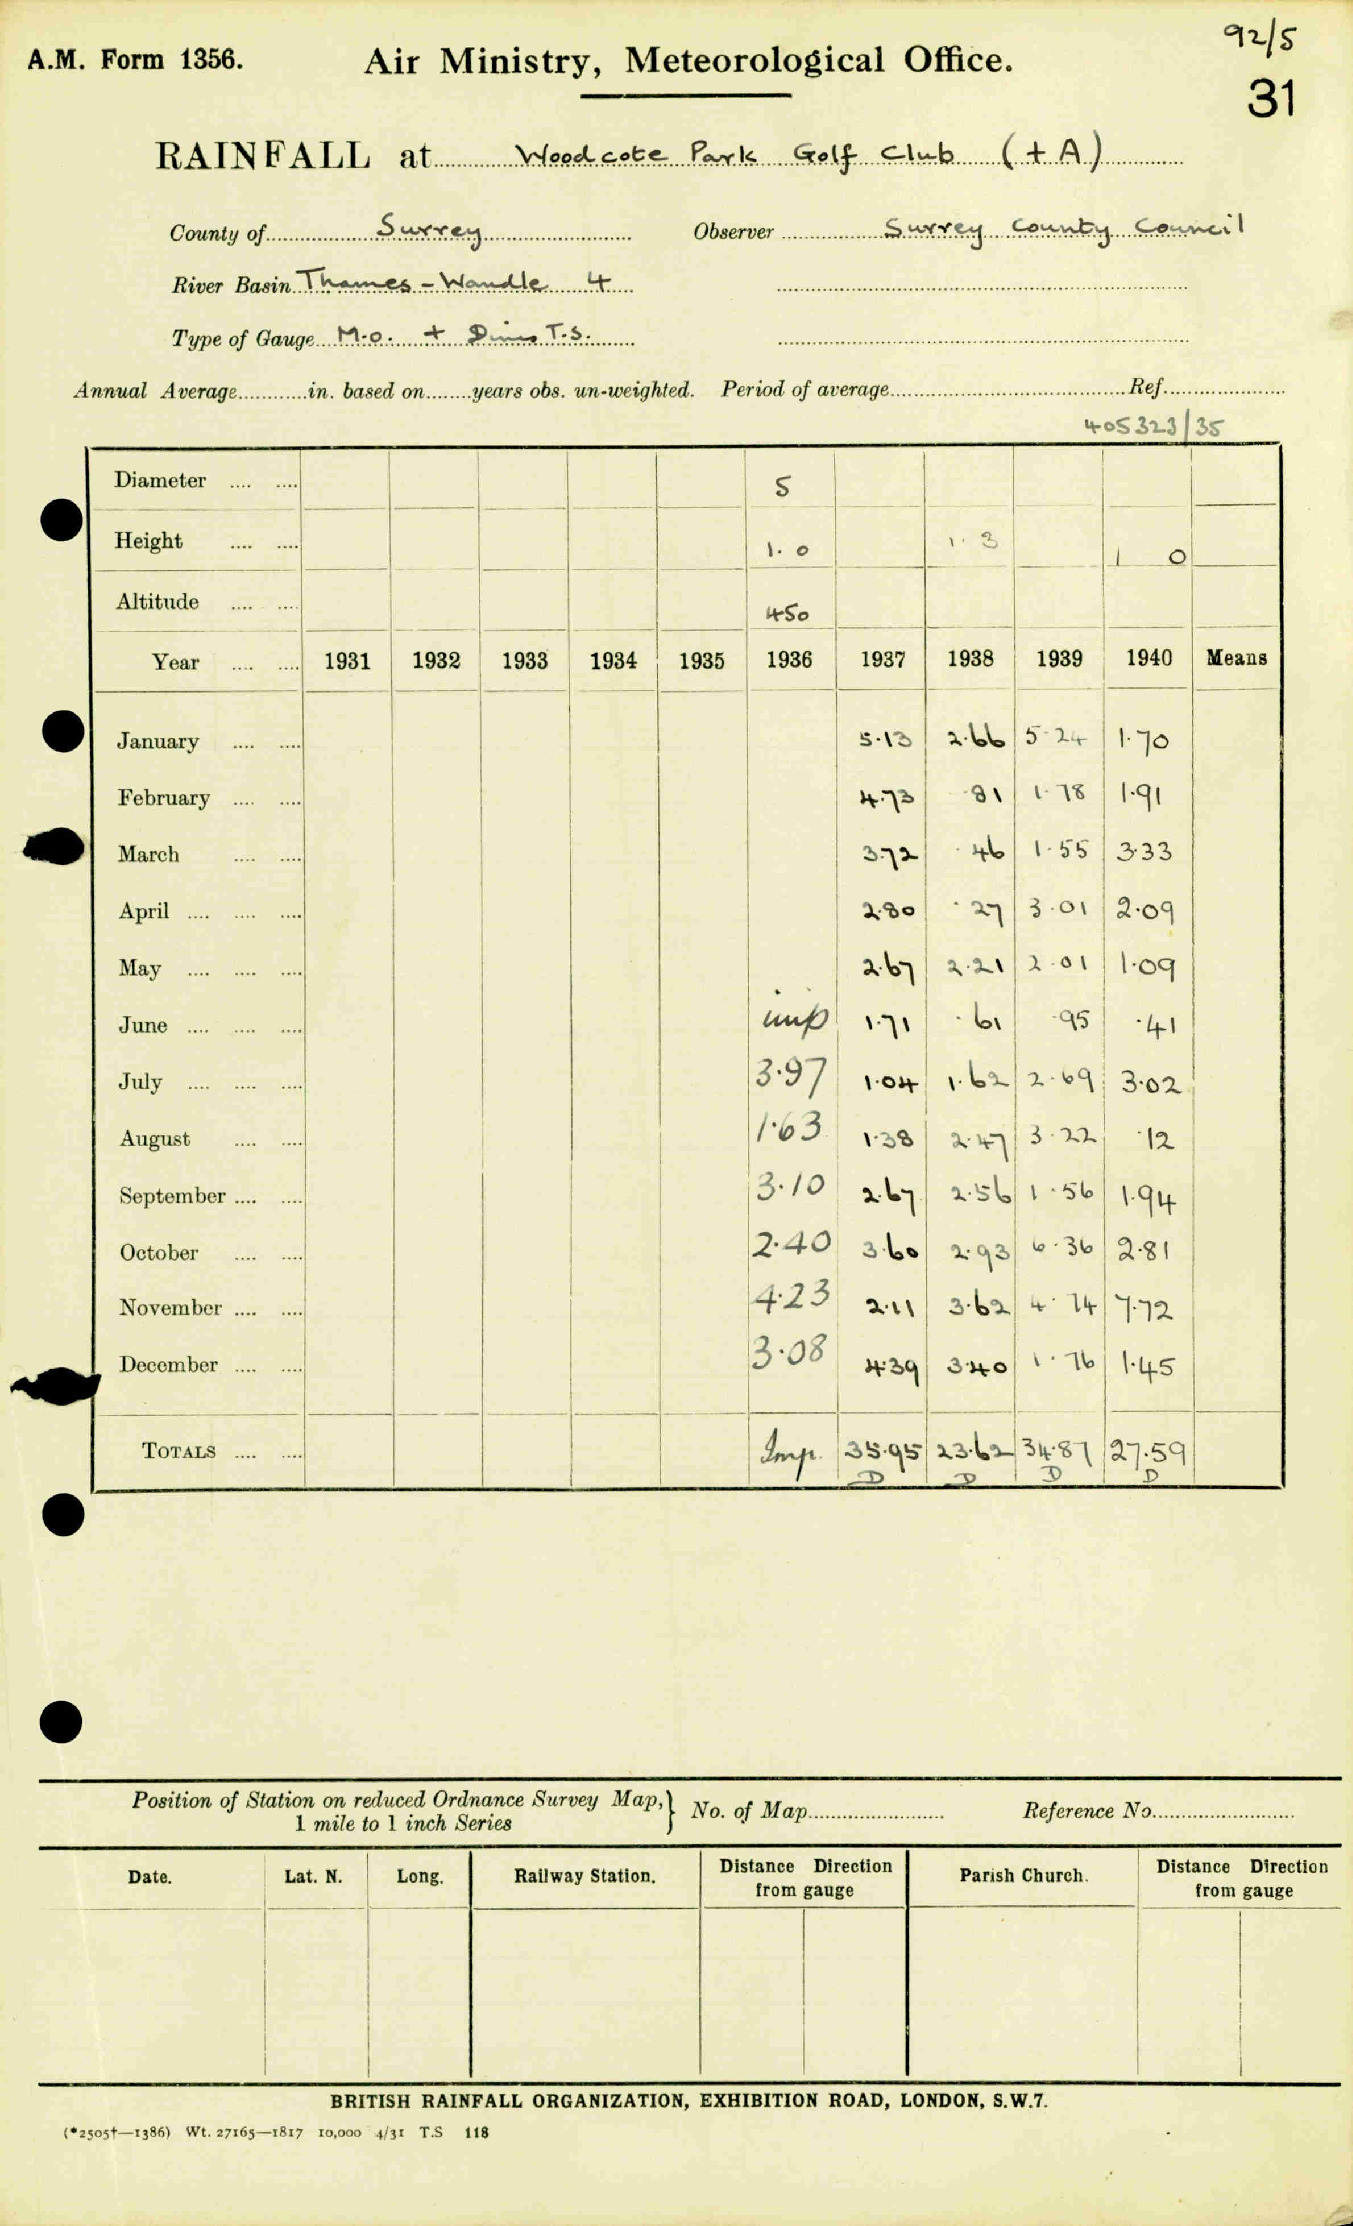 92/5
A.M. Form 1356. Air Ministry, Meteorological Office.
31
RAINFALL at Woodcote Park Golf Club (+A)
County of Surrey Observer Surrey County Council
River Basin Thames - Wandle 4
Type of Gauge M.O. + Dines T.S.
Annual Average in. based on years obs. un-weighted. Period of average Ref.
405323/35
Diameter 5
Height 1.0 1.3 1 0
Altitude 450
Year 1931 1932 1933 1934 1935 1936 1937 1938 1939 1940 Means
January 5.13 2.66 5.24 1.70
February 4.73 .81 1.78 1.91
March 3.72 .46 1.55 3.33
April 2.80 .27 3.01 2.09
May 2.67 2.21 2.01 1.09
June imp 1.71 .61 .95 .41
July 3.97 1.04 1.62 2.69 3.02
August 1.63 1.38 2.47 3.22 .12
September 3.10 2.67 2.56 1.56 1.94
October 2.40 3.60 2.93 6.36 2.81
November 4.23 2.11 3.62 4.74 7.72
December 3.08 4.39 3.40 1.76 1.45
TOTALS Imp. 35.95 23.62 34.87 27.59
D D D D
Position of Station on reduced Ordnance Survey Map, 1 mile to 1 inch Series } No. of Map Reference No.
Date. Lat. N. Long. Railway Station. Distance Direction from gauge Parish Church. Distance Direction from gauge
BRITISH RAINFALL ORGANIZATION, EXHIBITION ROAD, LONDON, S.W.7.
(*2505†—1386) Wt. 27165—1817 10,000 4/31 T.S 118